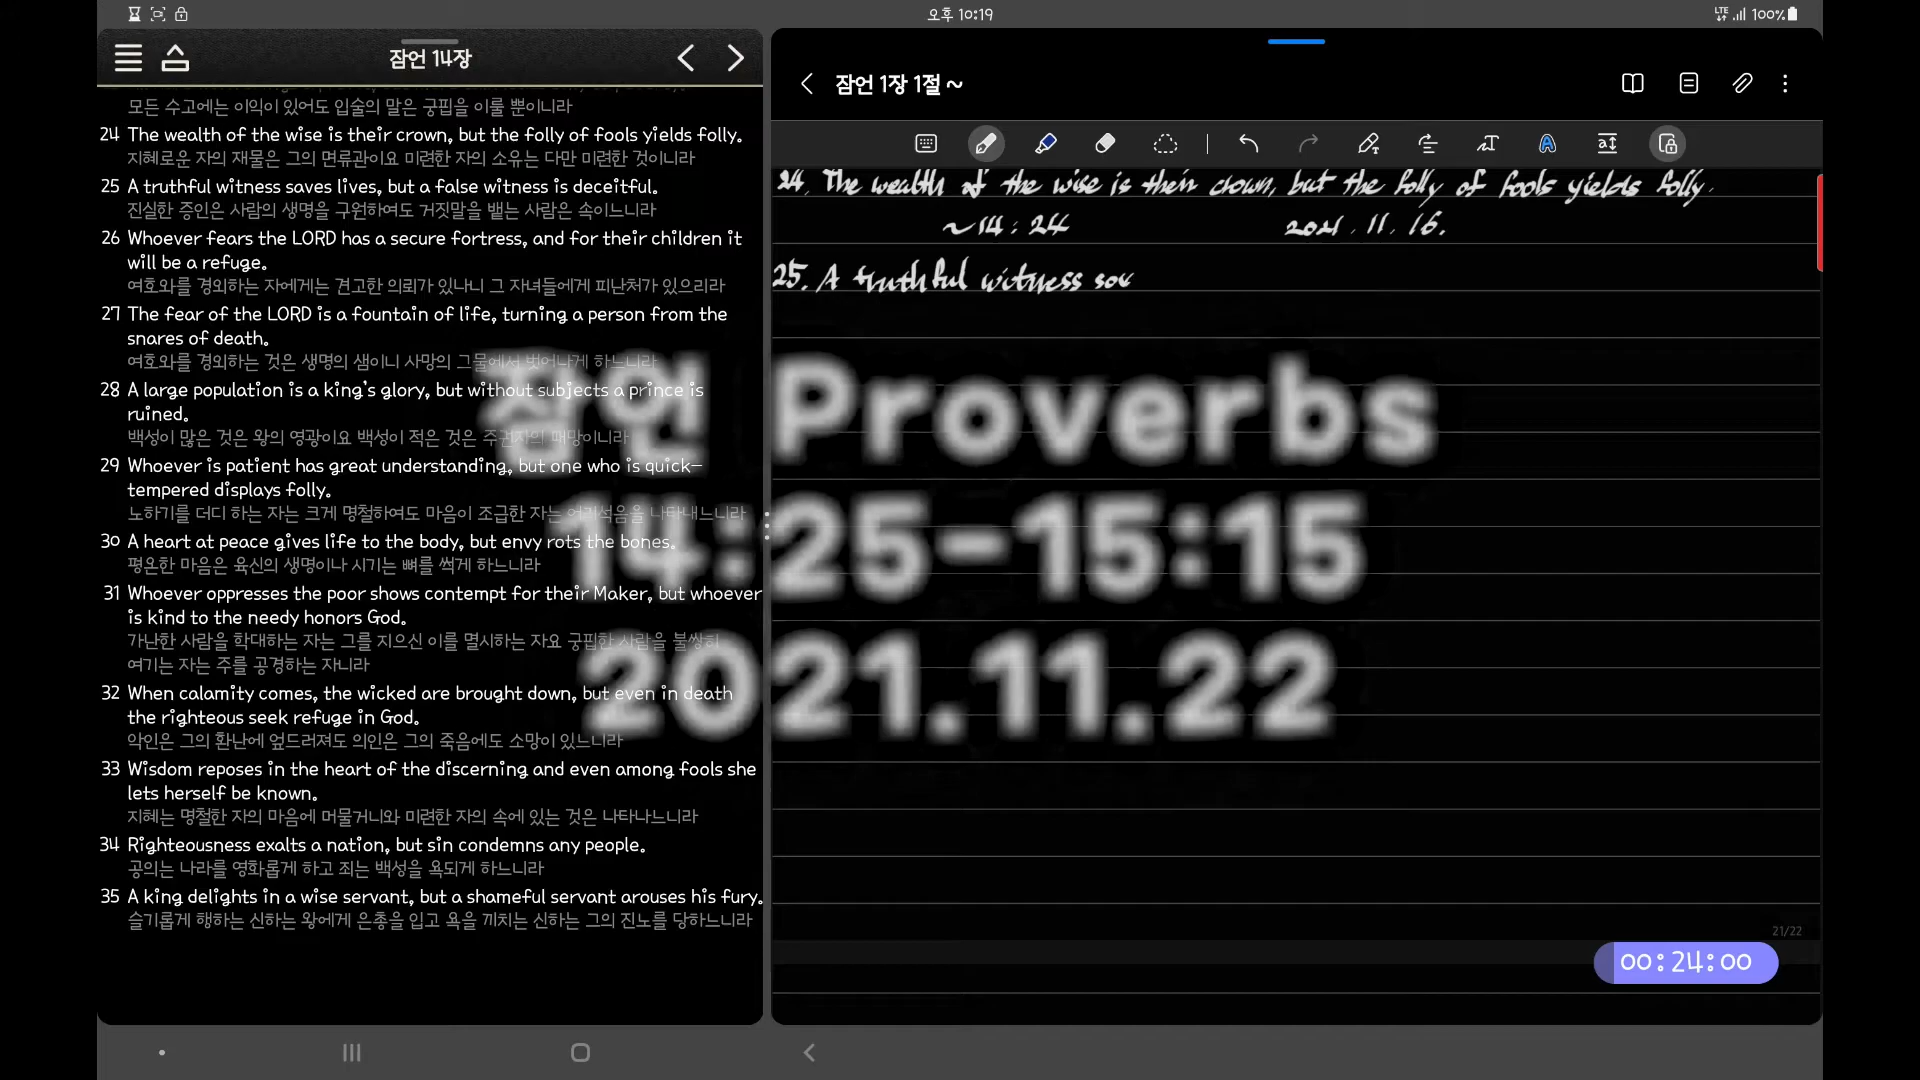 오후 10:19
LTE 100%
잠언 14장
모든 수고에는 이익이 있어도 입술의 말은 궁핍을 이룰 뿐이니라
24 The wealth of the wise is their crown, but the folly of fools yields folly.
지혜로운 자의 재물은 그의 면류관이요 미련한 자의 소유는 다만 미련한 것이니라
25 A truthful witness saves lives, but a false witness is deceitful.
진실한 증인은 사람의 생명을 구원하여도 거짓말을 뱉는 사람은 속이느니라
26 Whoever fears the LORD has a secure fortress, and for their children it
will be a refuge.
여호와를 경외하는 자에게는 견고한 의뢰가 있나니 그 자녀들에게 피난처가 있으리라
27 The fear of the LORD is a fountain of life, turning a person from the
snares of death.
여호와를 경외하는 것은 생명의 샘이니 사망의 그물에서 벗어나게 하느니라
28 A large population is a king's glory, but without subjects a prince is
ruined.
백성이 많은 것은 왕의 영광이요 백성이 적은 것은 주권자의 패망이니라
29 Whoever is patient has great understanding, but one who is quick-
tempered displays folly.
노하기를 더디 하는 자는 크게 명철하여도 마음이 조급한 자는 어리석음을 나타내느니라
30 A heart at peace gives life to the body, but envy rots the bones.
평온한 마음은 육신의 생명이나 시기는 뼈를 썩게 하느니라
31 Whoever oppresses the poor shows contempt for their Maker, but whoever
is kind to the needy honors God.
가난한 사람을 학대하는 자는 그를 지으신 이를 멸시하는 자요 궁핍한 사람을 불쌍히
여기는 자는 주를 공경하는 자니라
32 When calamity comes, the wicked are brought down, but even in death
the righteous seek refuge in God.
악인은 그의 환난에 엎드러져도 의인은 그의 죽음에도 소망이 있느니라
33 Wisdom reposes in the heart of the discerning and even among fools she
lets herself be known.
지혜는 명철한 자의 마음에 머물거니와 미련한 자의 속에 있는 것은 나타나느니라
34 Righteousness exalts a nation, but sin condemns any people.
공의는 나라를 영화롭게 하고 죄는 백성을 욕되게 하느니라
35 A king delights in a wise servant, but a shameful servant arouses his fury.
슬기롭게 행하는 신하는 왕에게 은총을 입고 욕을 끼치는 신하는 그의 진노를 당하느니라
잠언 1장 1절 ~
24. The wealth of the wise is their crown, but the folly of fools yields folly.
~14:24 2021. 11. 16.
25. A truthful witness sav
잠언 Proverbs
14:25-15:15
2021.11.22
21/22
00:24:00